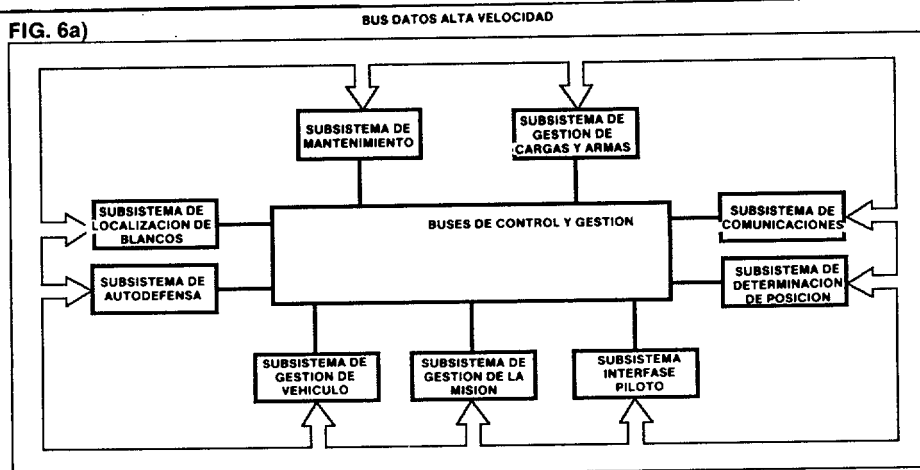 BUS DATOS ALTA VELOCIDAD
FIG. 6a)
SUBSISTEMA DE
MANTENIMIENTO
SUBSISTEMA DE
GESTION DE
CARGAS Y ARMAS
SUBSISTEMA DE
LOCALIZACION DE
BLANCOS
BUSES DE CONTROL Y GESTION
SUBSISTEMA DE
COMUNICACIONES
SUBSISTEMA DE
AUTODEFENSA
SUBSISTEMA DE
DETERMINACION
DE POSICION
SUBSISTEMA DE
GESTION DE
VEHICULO
SUBSISTEMA DE
GESTION DE LA
MISION
SUBSISTEMA
INTERFASE
PILOTO